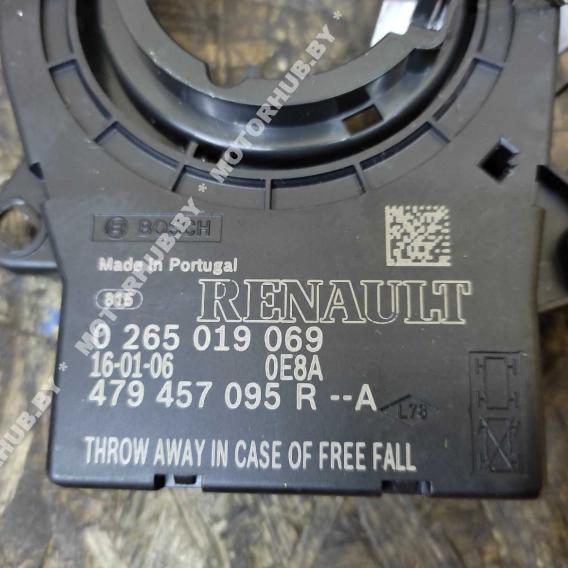 BOSCH
Made in Portugal
815
RENAULT
0 265 019 069
16-01-06 0E8A
479 457 095 R --A
L78
THROW AWAY IN CASE OF FREE FALL
MOTORHUB.BY * MOTORHUB.BY * MOTORHUB.BY